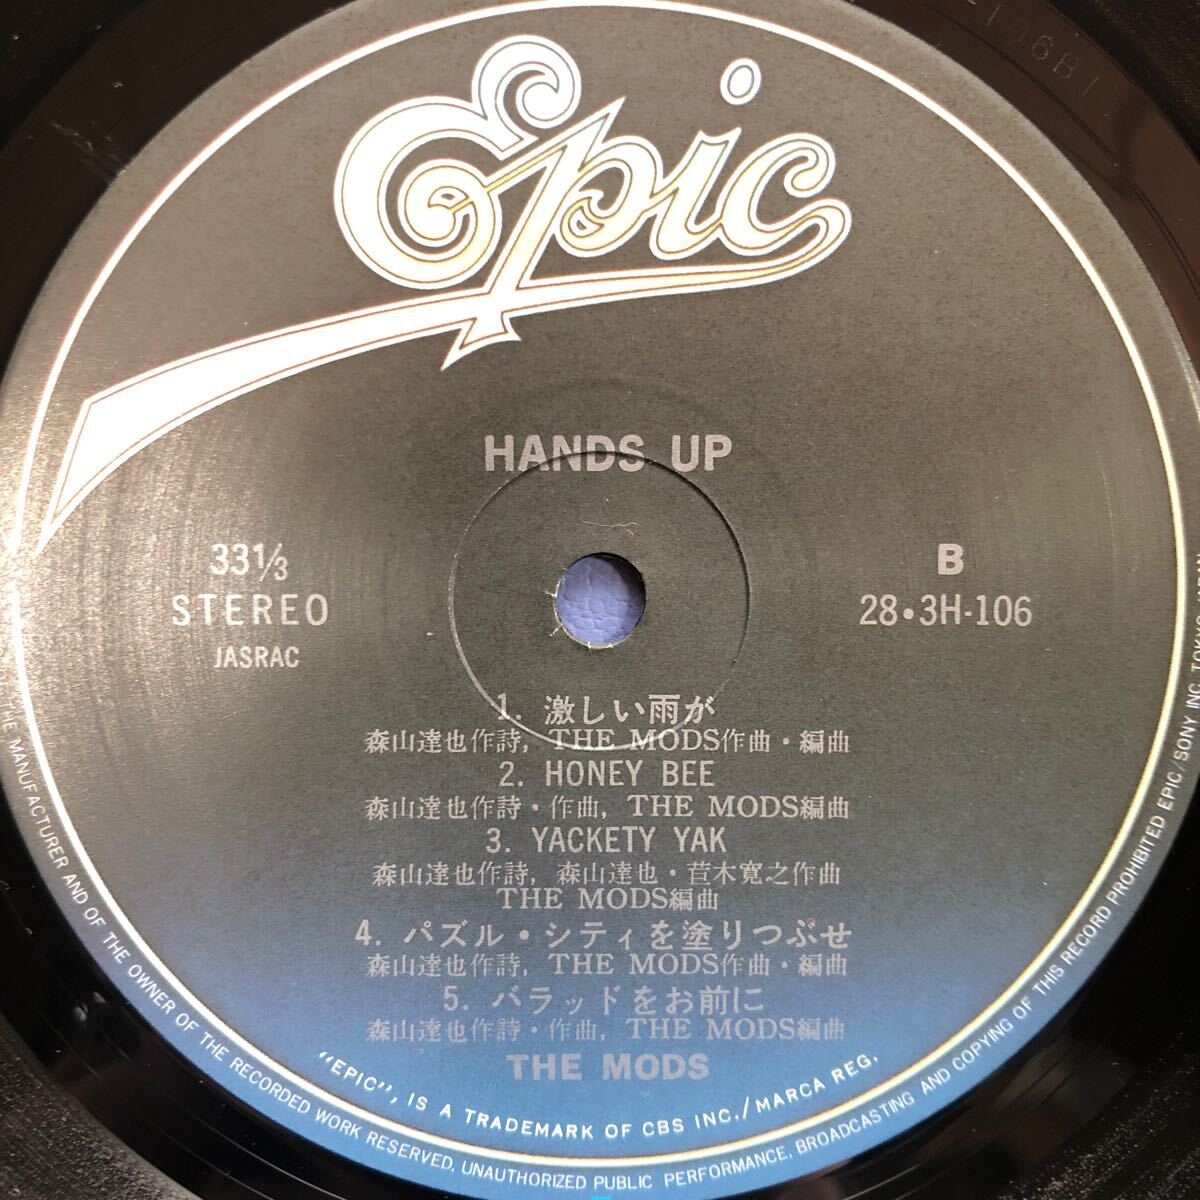 Epic
HANDS UP
33⅓
STEREO
JASRAC
B
28・3H-106
1. 激しい雨が
森山達也作詩, THE MODS作曲・編曲
2. HONEY BEE
森山達也作詩・作曲, THE MODS編曲
3. YACKETY YAK
森山達也作詩, 森山達也・苣木寛之作曲
THE MODS編曲
4. パズル・シティを塗りつぶせ
森山達也作詩, THE MODS作曲・編曲
5. バラッドをお前に
森山達也作詩・作曲, THE MODS編曲
THE MODS
"EPIC", IS A TRADEMARK OF CBS INC./MARCA REG.
THE MANUFACTURER AND OF THE OWNER OF THE RECORDED WORK RESERVED. UNAUTHORIZED PUBLIC PERFORMANCE, BROADCASTING AND COPYING OF THIS RECORD PROHIBITED EPIC/SONY INC. TOKYO